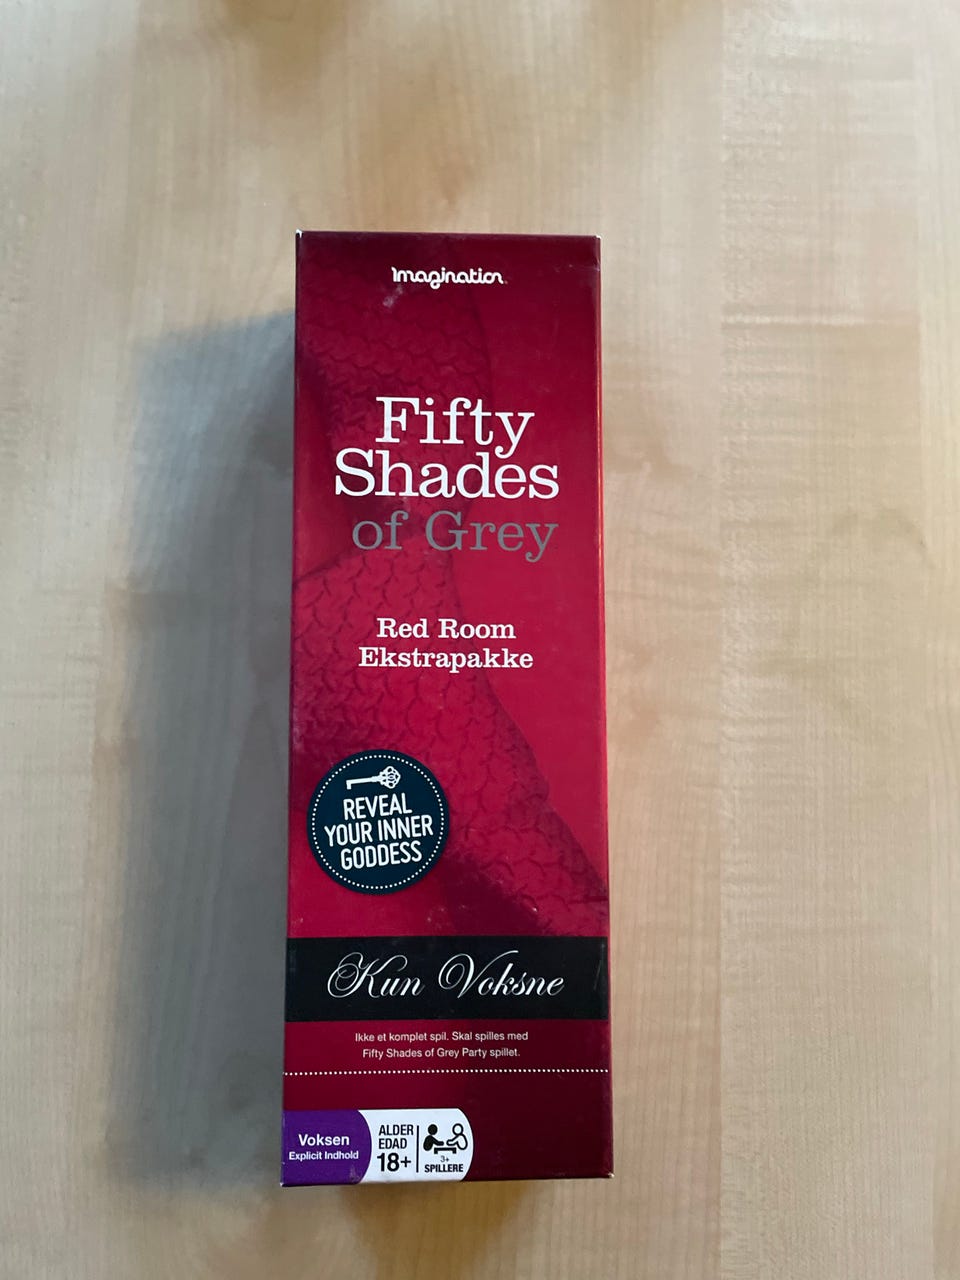 Imagination
Fifty
Shades
of Grey
Red Room
Ekstrapakke
REVEAL
YOUR INNER
GODDESS
Kun Voksne
Ikke et komplet spil. Skal spilles med
Fifty Shades of Grey Party spillet.
Voksen
Explicit Indhold
ALDER
EDAD
18+
3+
SPILLERE